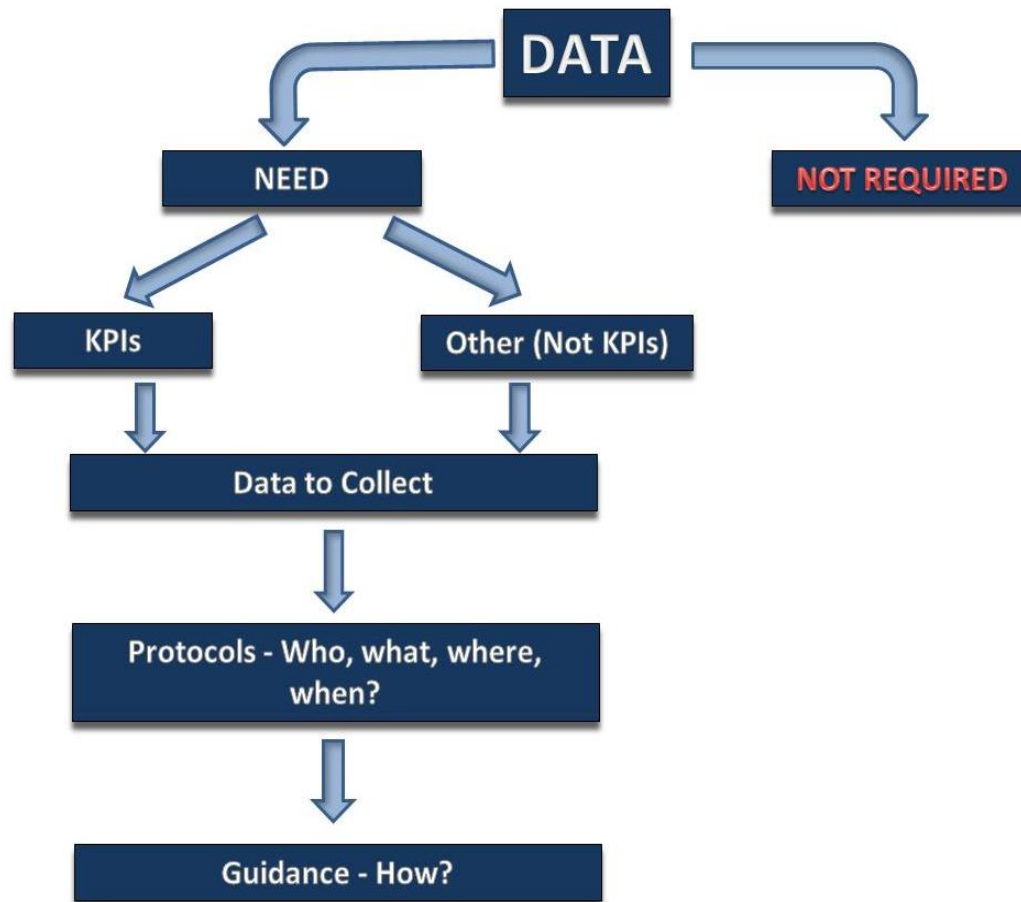 DATA
NEED
NOT REQUIRED
KPIs
Other (Not KPIs)
Data to Collect
Protocols - Who, what, where,
when?
Guidance - How?